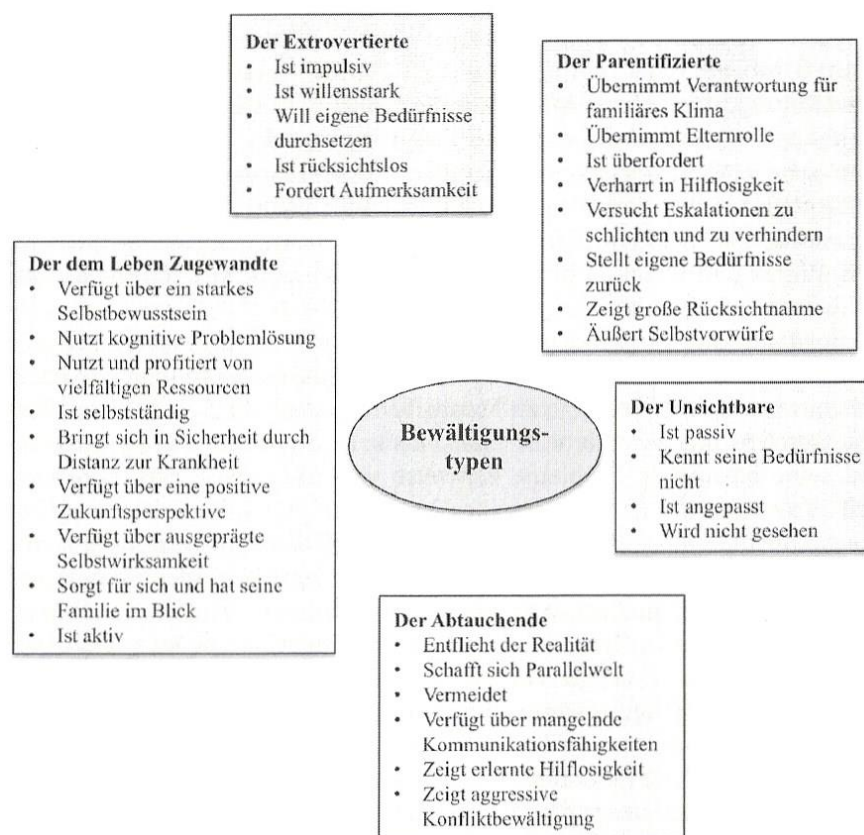 Der Extrovertierte
• Ist impulsiv
• Ist willensstark
• Will eigene Bedürfnisse
durchsetzen
• Ist rücksichtslos
• Fordert Aufmerksamkeit
Der Parentifizierte
• Übernimmt Verantwortung für
familiäres Klima
• Übernimmt Elternrolle
• Ist überfordert
• Verharrt in Hilflosigkeit
• Versucht Eskalationen zu
schlichten und zu verhindern
• Stellt eigene Bedürfnisse
zurück
• Zeigt große Rücksichtnahme
• Äußert Selbstvorwürfe
Der dem Leben Zugewandte
• Verfügt über ein starkes
Selbstbewusstsein
• Nutzt kognitive Problemlösung
• Nutzt und profitiert von
vielfältigen Ressourcen
• Ist selbstständig
• Bringt sich in Sicherheit durch
Distanz zur Krankheit
• Verfügt über eine positive
Zukunftsperspektive
• Verfügt über ausgeprägte
Selbstwirksamkeit
• Sorgt für sich und hat seine
Familie im Blick
• Ist aktiv
Bewältigungs-
typen
Der Unsichtbare
• Ist passiv
• Kennt seine Bedürfnisse
nicht
• Ist angepasst
• Wird nicht gesehen
Der Abtauchende
• Entflieht der Realität
• Schafft sich Parallelwelt
• Vermeidet
• Verfügt über mangelnde
Kommunikationsfähigkeiten
• Zeigt erlernte Hilflosigkeit
• Zeigt aggressive
Konfliktbewältigung